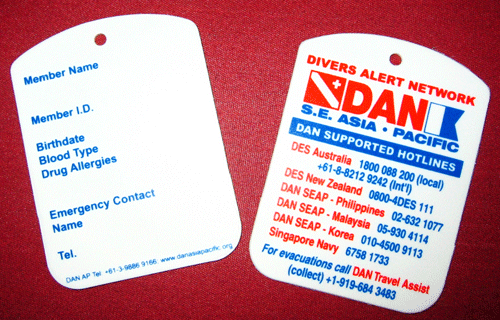 Member Name
Member I.D.
Birthdate
Blood Type
Drug Allergies
Emergency Contact
Name
Tel.
DAN AP Tel +61-3-9886 9166 www.danasiapacific.org
DIVERS ALERT NETWORK
DAN
S.E. ASIA • PACIFIC
DAN SUPPORTED HOTLINES
DES Australia 1800 088 200 (local)
+61-8-8212 9242 (Int'l)
DES New Zealand 0800-4DES 111
DAN SEAP - Philippines 02-632 1077
DAN SEAP - Malaysia 05-930 4114
DAN SEAP - Korea 010-4500 9113
Singapore Navy 6758 1733
For evacuations call DAN Travel Assist
(collect) +1-919-684 3483